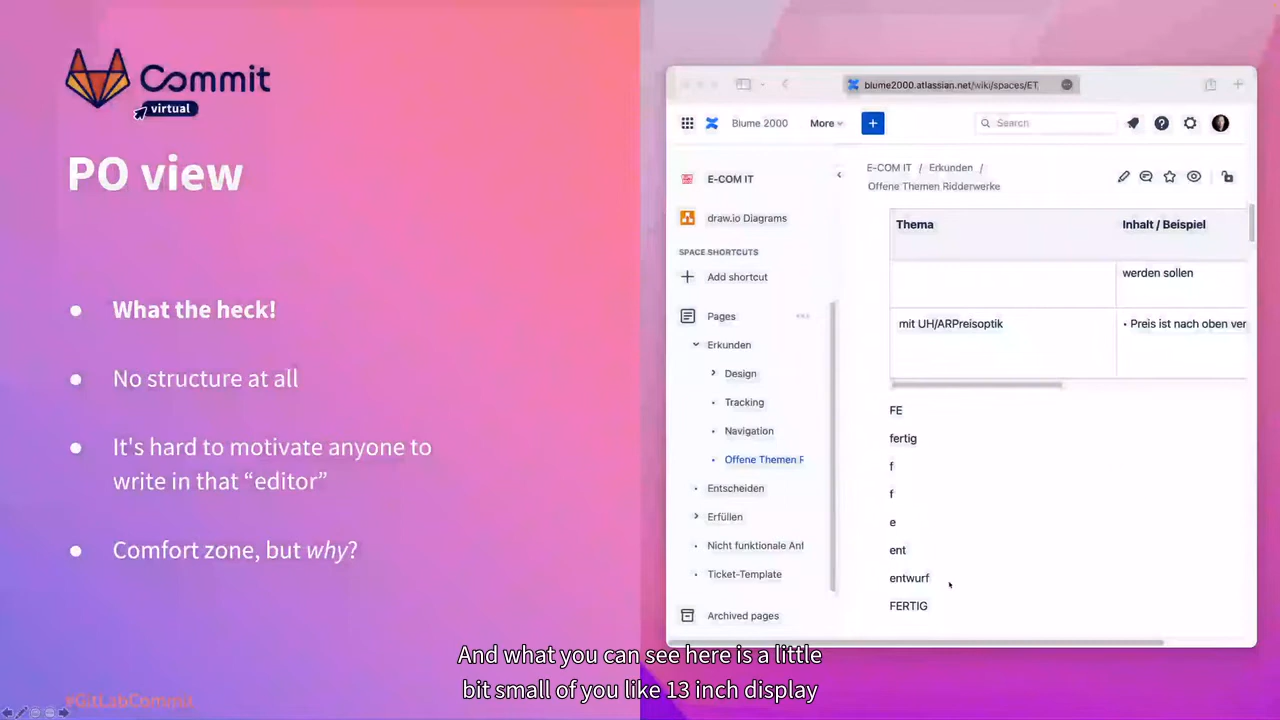 Commit
virtual
PO view
What the heck!
No structure at all
It's hard to motivate anyone to
write in that “editor”
Comfort zone, but why?
#GitLabCommit
blume2000.atlassian.net/wiki/spaces/ET
Blume 2000
More
Search
E-COM IT
draw.io Diagrams
SPACE SHORTCUTS
Add shortcut
Pages
Erkunden
Design
Tracking
Navigation
Offene Themen F
Entscheiden
Erfüllen
Nicht funktionale Anf
Ticket-Template
Archived pages
E-COM IT / Erkunden /
Offene Themen Ridderwerke
Thema Inhalt / Beispiel
werden sollen
mit UH/ARPreisoptik • Preis ist nach oben ver
FE
fertig
f
f
e
ent
entwurf
FERTIG
And what you can see here is a little
bit small of you like 13 inch display